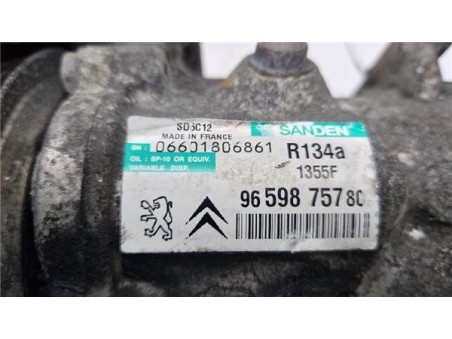 SD6C12
MADE IN FRANCE
SANDEN
SN: 06601806861
R134a
OIL : SP-10 OR EQUIV.
VARIABLE DISP.
1355F
96 598 757 80